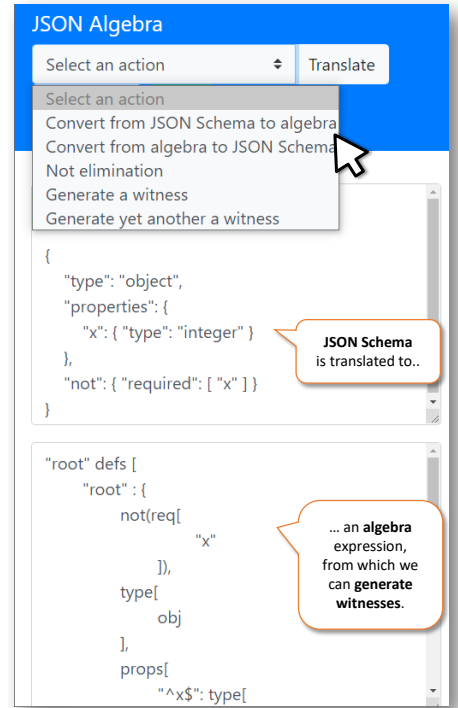 JSON Algebra
Select an action
Translate
Select an action
Convert from JSON Schema to algebra
Convert from algebra to JSON Schema
Not elimination
Generate a witness
Generate yet another a witness
{
"type": "object",
"properties": {
"x": { "type": "integer" }
},
"not": { "required": [ "x" ] }
}
JSON Schema
is translated to..
"root" defs [
"root" : {
not(req[
"x"
]),
type[
obj
],
props[
"^x$": type[
... an algebra
expression,
from which we
can generate
witnesses.